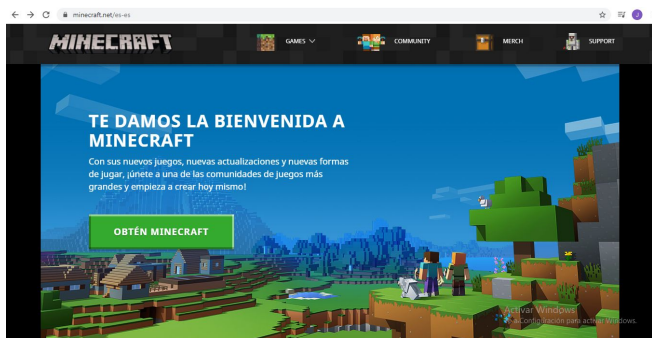 minecraft.net/es-es
J
MINECRAFT
GAMES
COMMUNITY
MERCH
SUPPORT
TE DAMOS LA BIENVENIDA A
MINECRAFT
Con sus nuevos juegos, nuevas actualizaciones y nuevas formas
de jugar, ¡únete a una de las comunidades de juegos más
grandes y empieza a crear hoy mismo!
OBTÉN MINECRAFT
Activar Windows
a Configuración para activar Windows.